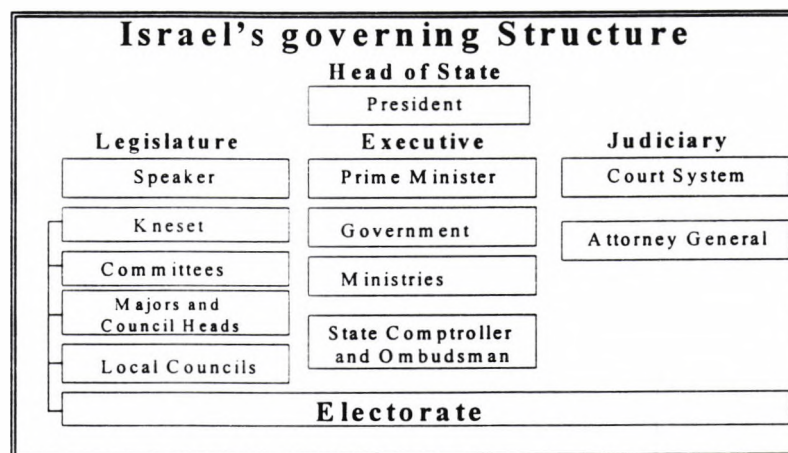 Israel's governing Structure
Head of State
President
Legislature
Executive
Judiciary
Speaker
Prime Minister
Court System
Kneset
Government
Attorney General
Committees
Ministries
Majors and
Council Heads
State Comptroller
and Ombudsman
Local Councils
Electorate